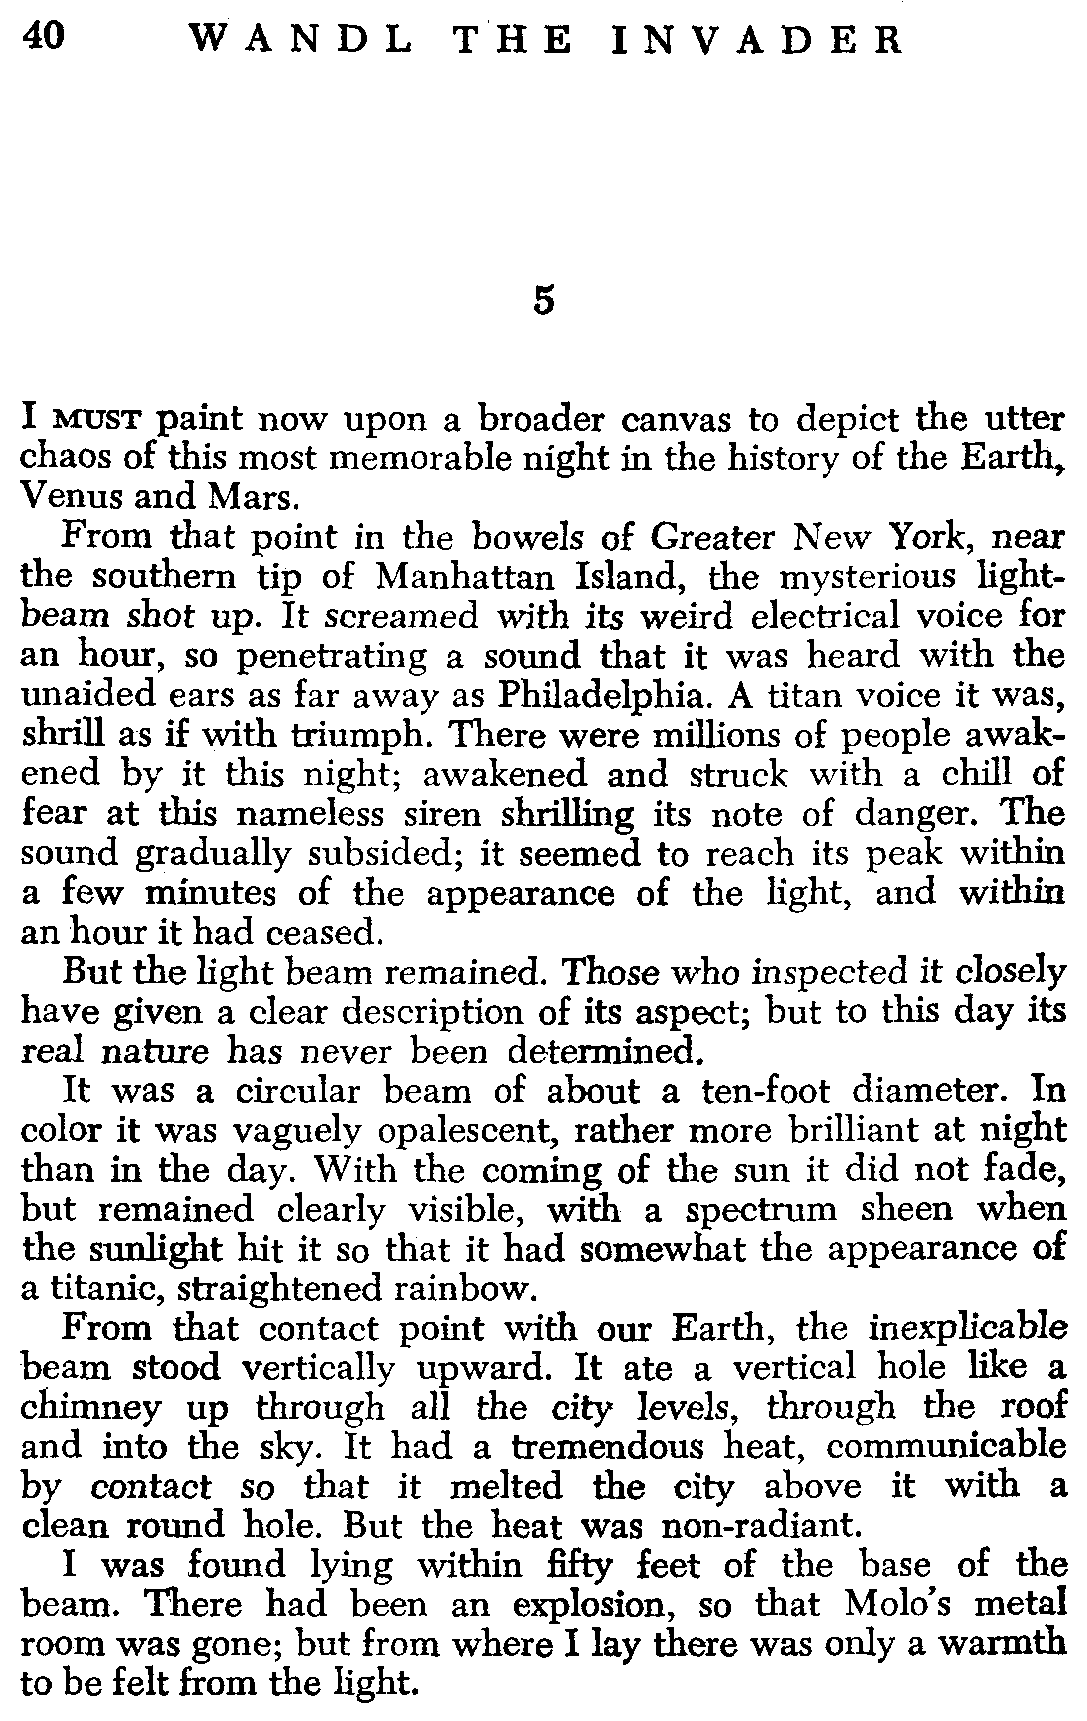 40 WANDL THE INVADER
5
I MUST paint now upon a broader canvas to depict the utter
chaos of this most memorable night in the history of the Earth,
Venus and Mars.
From that point in the bowels of Greater New York, near
the southern tip of Manhattan Island, the mysterious light-
beam shot up. It screamed with its weird electrical voice for
an hour, so penetrating a sound that it was heard with the
unaided ears as far away as Philadelphia. A titan voice it was,
shrill as if with triumph. There were millions of people awak-
ened by it this night; awakened and struck with a chill of
fear at this nameless siren shrilling its note of danger. The
sound gradually subsided; it seemed to reach its peak within
a few minutes of the appearance of the light, and within
an hour it had ceased.
But the light beam remained. Those who inspected it closely
have given a clear description of its aspect; but to this day its
real nature has never been determined.
It was a circular beam of about a ten-foot diameter. In
color it was vaguely opalescent, rather more brilliant at night
than in the day. With the coming of the sun it did not fade,
but remained clearly visible, with a spectrum sheen when
the sunlight hit it so that it had somewhat the appearance of
a titanic, straightened rainbow.
From that contact point with our Earth, the inexplicable
beam stood vertically upward. It ate a vertical hole like a
chimney up through all the city levels, through the roof
and into the sky. It had a tremendous heat, communicable
by contact so that it melted the city above it with a
clean round hole. But the heat was non-radiant.
I was found lying within fifty feet of the base of the
beam. There had been an explosion, so that Molo's metal
room was gone; but from where I lay there was only a warmth
to be felt from the light.